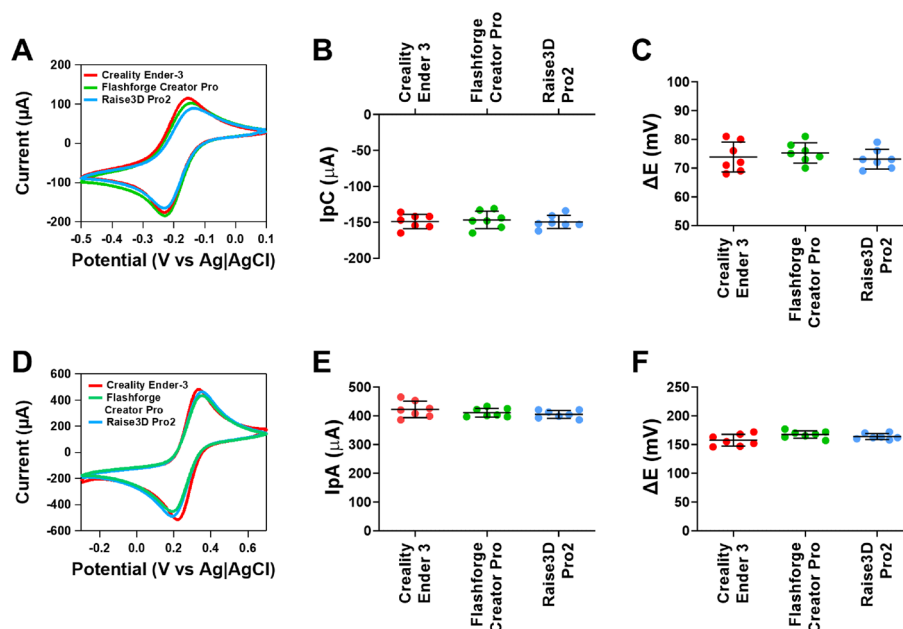 A
200
100
0
-100
-200
Current (µA)
Creality Ender-3
Flashforge Creator Pro
Raise3D Pro2
-0.5
-0.4
-0.3
-0.2
-0.1
0.0
0.1
Potential (V vs Ag|AgCl)
B
Creality
Ender 3
Flashforge
Creator Pro
Raise3D
Pro2
0
-50
-100
-150
-200
IpC (µA)
C
100
90
80
70
60
50
ΔE (mV)
Creality
Ender 3
Flashforge
Creator Pro
Raise3D
Pro2
D
600
400
200
0
-200
-400
-600
Current (µA)
Creality Ender-3
Flashforge
Creator Pro
Raise3D Pro2
0.0
0.2
0.4
0.6
Potential (V vs Ag|AgCl)
E
500
400
300
200
100
0
IpA (µA)
Creality
Ender 3
Flashforge
Creator Pro
Raise3D
Pro2
F
250
200
150
100
50
0
ΔE (mV)
Creality
Ender 3
Flashforge
Creator Pro
Raise3D
Pro2